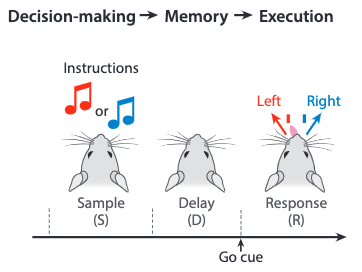 Decision-making → Memory → Execution
Instructions
or
Left Right
Sample Delay Response
(S) (D) (R)
Go cue